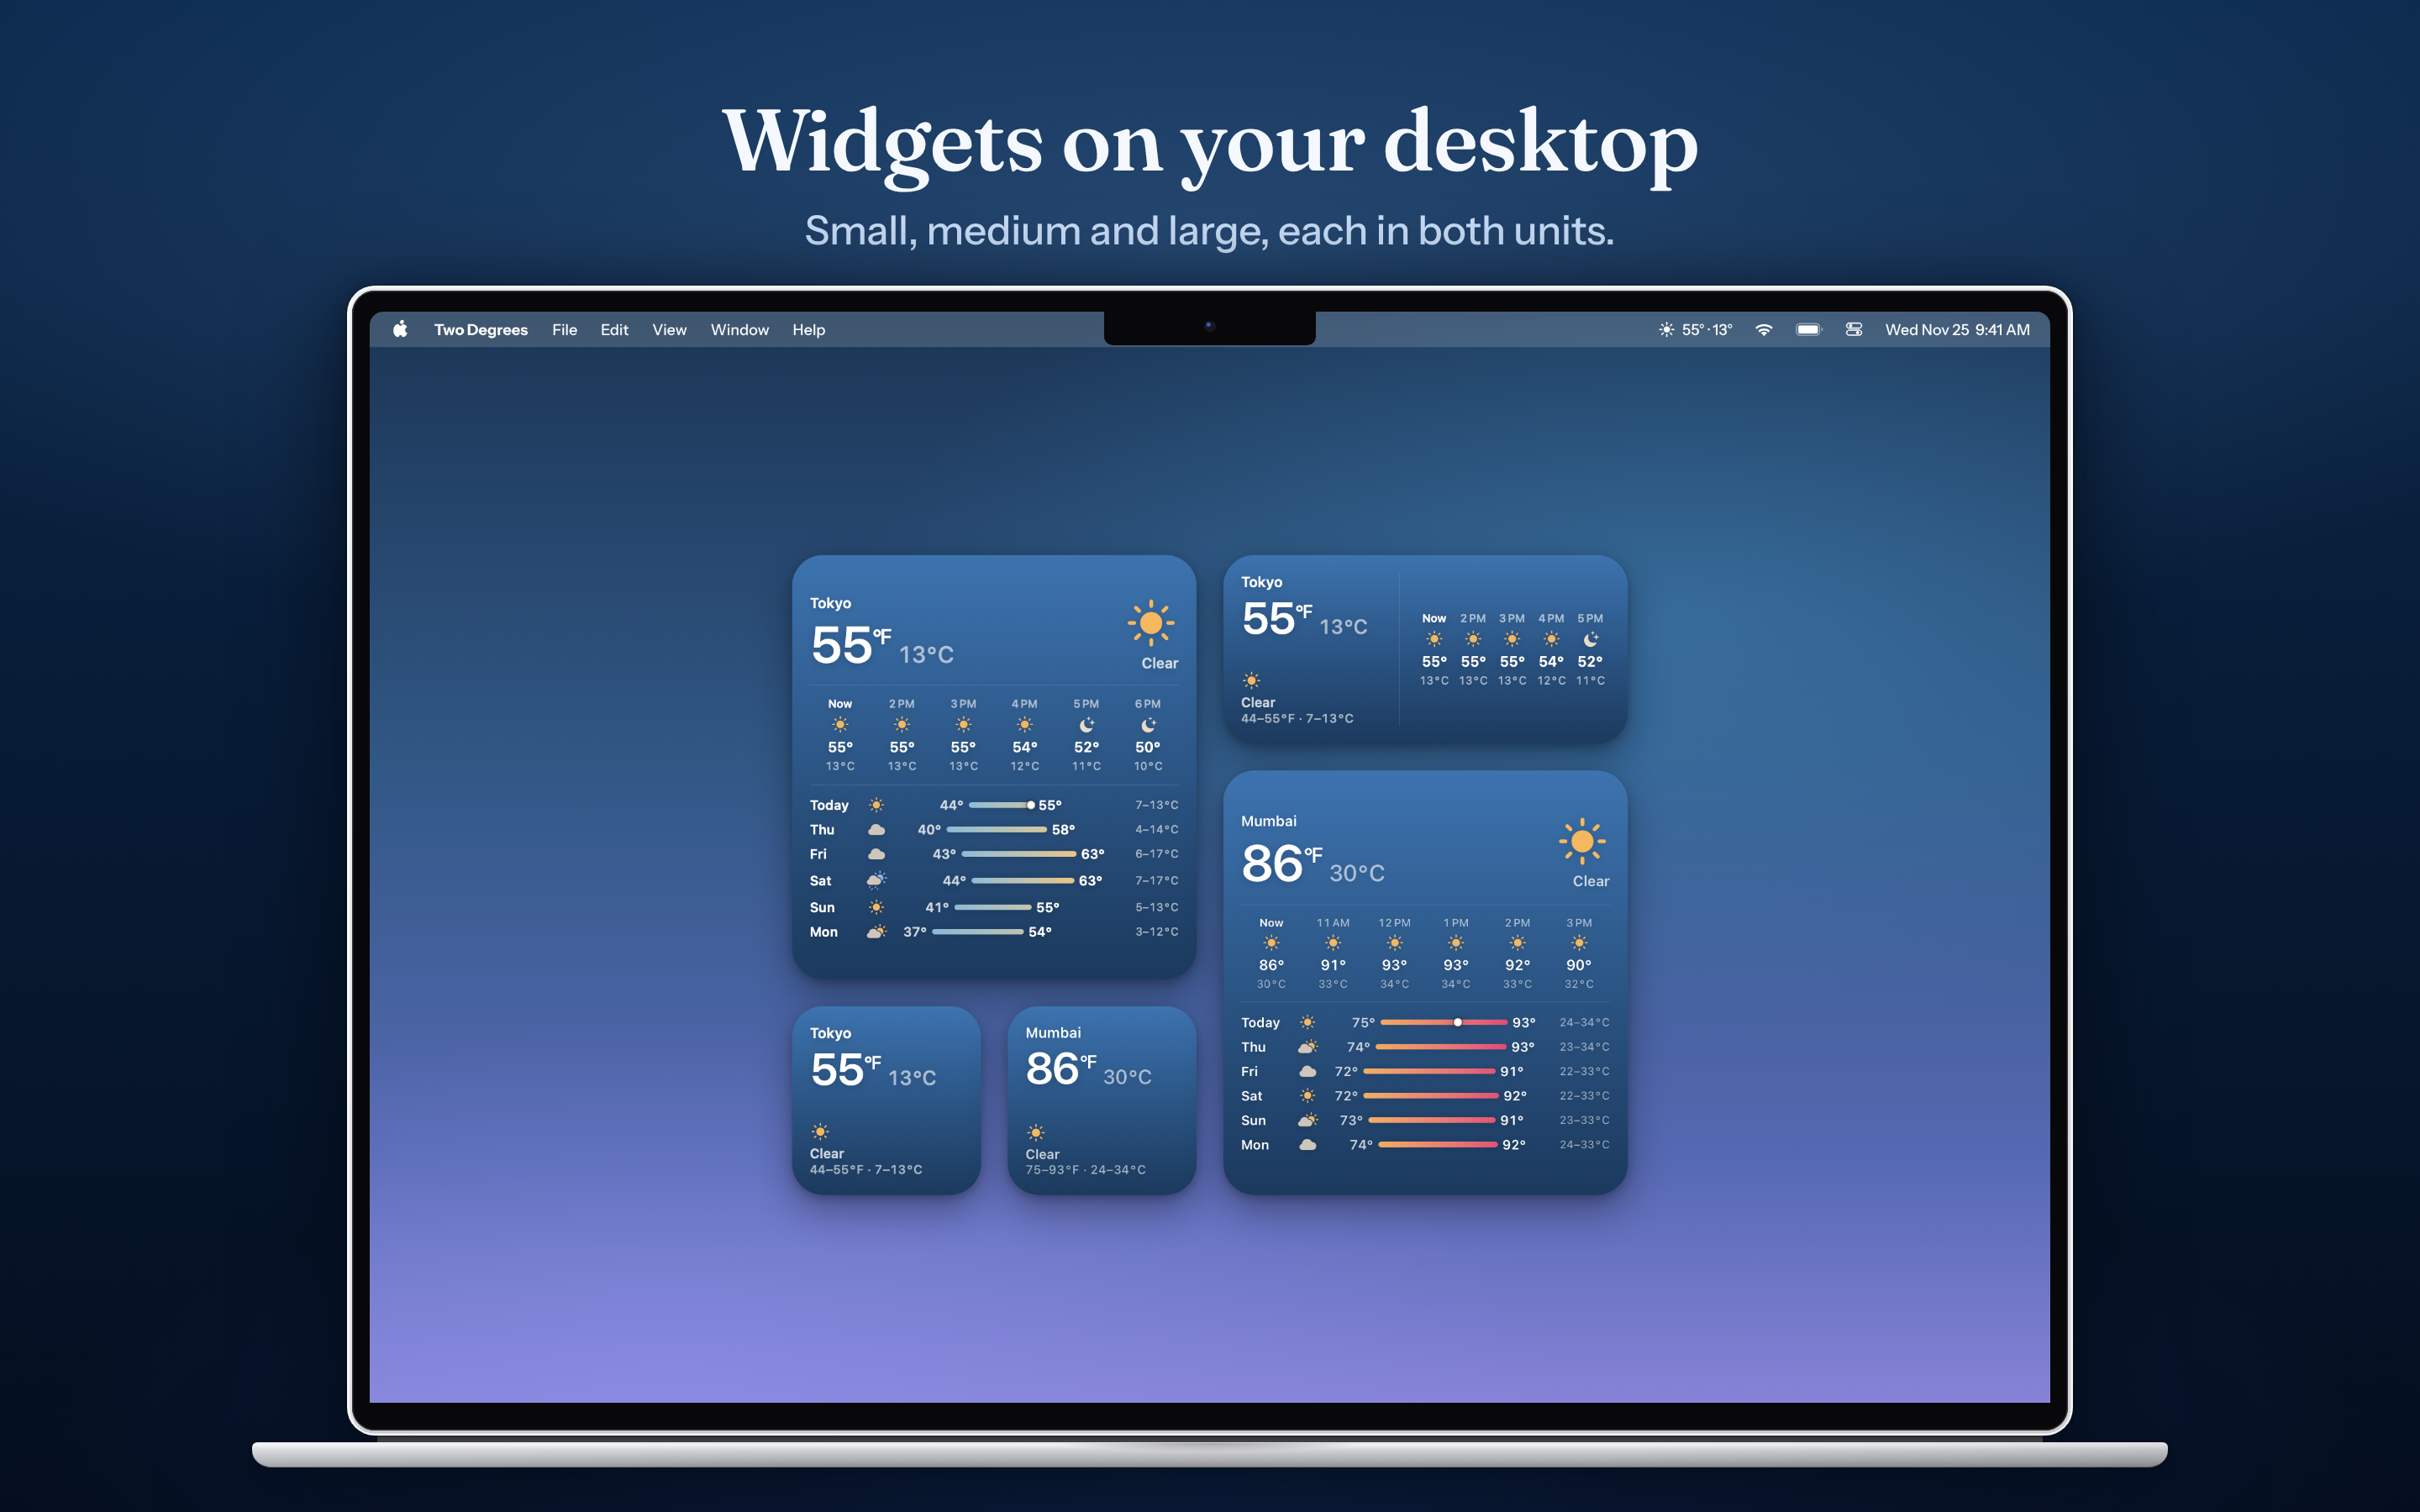 Widgets on your desktop
Small, medium and large, each in both units.
Two Degrees File Edit View Window Help
55° · 13° Wed Nov 25 9:41 AM
Tokyo
55°F 13°C
Clear
Now 2 PM 3 PM 4 PM 5 PM 6 PM
55° 55° 55° 54° 52° 50°
13°C 13°C 13°C 12°C 11°C 10°C
Today 44° 55° 7–13°C
Thu 40° 58° 4–14°C
Fri 43° 63° 6–17°C
Sat 44° 63° 7–17°C
Sun 41° 55° 5–13°C
Mon 37° 54° 3–12°C
Tokyo
55°F 13°C
Clear
44–55°F · 7–13°C
Now 2 PM 3 PM 4 PM 5 PM
55° 55° 55° 54° 52°
13°C 13°C 13°C 12°C 11°C
Tokyo
55°F 13°C
Clear
44–55°F · 7–13°C
Mumbai
86°F 30°C
Clear
75–93°F · 24–34°C
Mumbai
86°F 30°C
Clear
Now 11 AM 12 PM 1 PM 2 PM 3 PM
86° 91° 93° 93° 92° 90°
30°C 33°C 34°C 34°C 33°C 32°C
Today 75° 93° 24–34°C
Thu 74° 93° 23–34°C
Fri 72° 91° 22–33°C
Sat 72° 92° 22–33°C
Sun 73° 91° 23–33°C
Mon 74° 92° 24–33°C